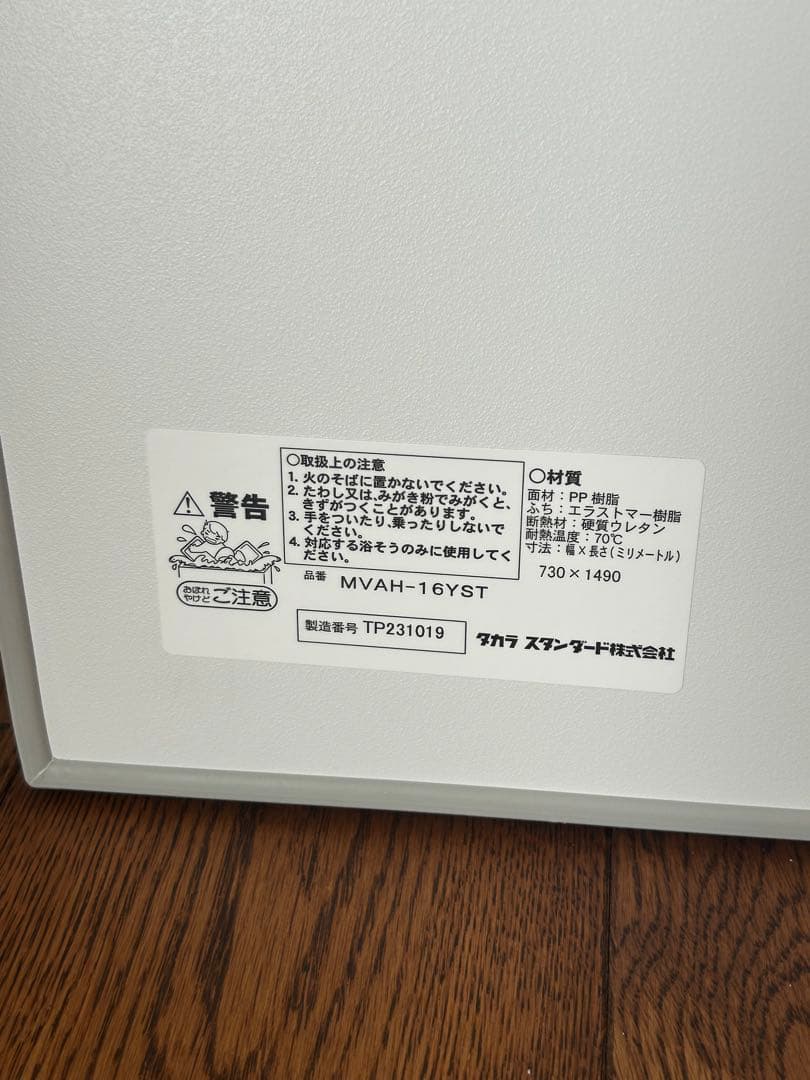 ⚠ 警告
おぼれ
やけど ご注意
○取扱上の注意
1. 火のそばに置かないでください。
2. たわし又は、みがき粉でみがくと、
きずがつくことがあります。
3. 手をついたり、乗ったりしないで
ください。
4. 対応する浴そうのみに使用してく
ださい。
品番 MVAH-16YST
製造番号 TP231019
○材質
面材：PP樹脂
ふち：エラストマー樹脂
断熱材：硬質ウレタン
耐熱温度：70℃
寸法：幅×長さ(ミリメートル)
730×1490
タカラ スタンダード株式会社